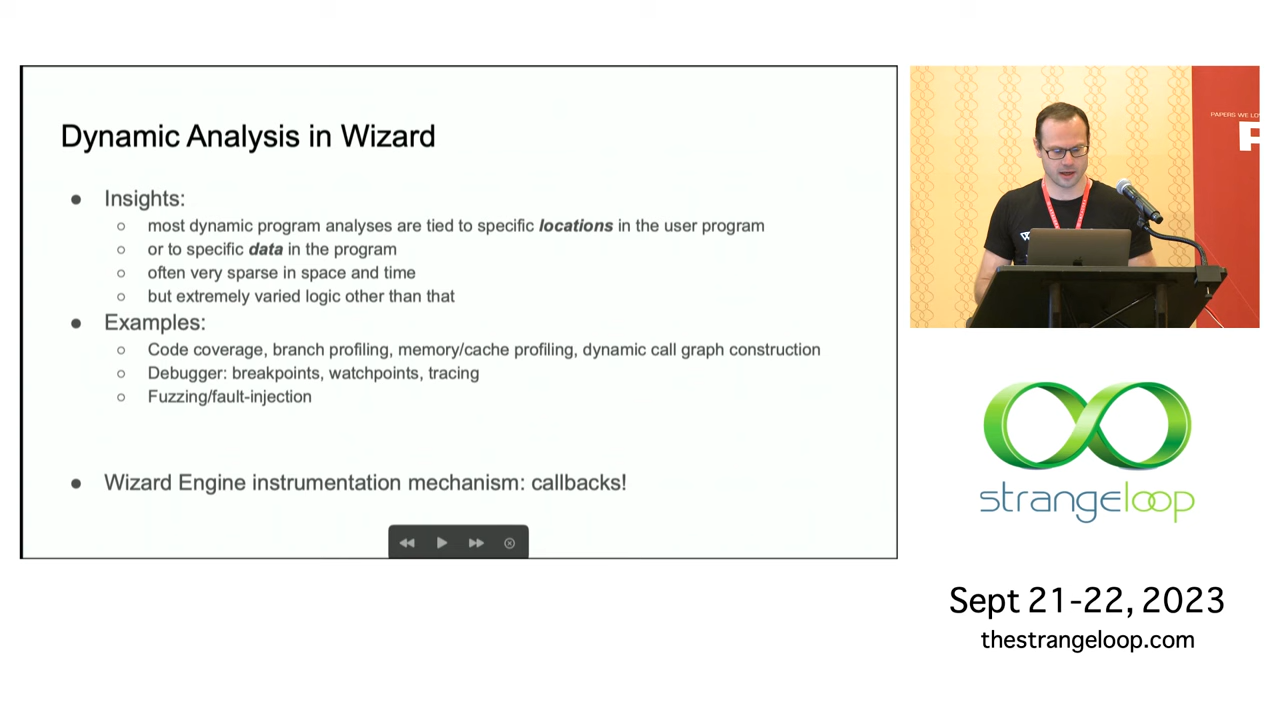 Dynamic Analysis in Wizard
● Insights:
○ most dynamic program analyses are tied to specific locations in the user program
○ or to specific data in the program
○ often very sparse in space and time
○ but extremely varied logic other than that
● Examples:
○ Code coverage, branch profiling, memory/cache profiling, dynamic call graph construction
○ Debugger: breakpoints, watchpoints, tracing
○ Fuzzing/fault-injection
● Wizard Engine instrumentation mechanism: callbacks!
PAPERS WE LO
P
strangeloop
Sept 21-22, 2023
thestrangeloop.com